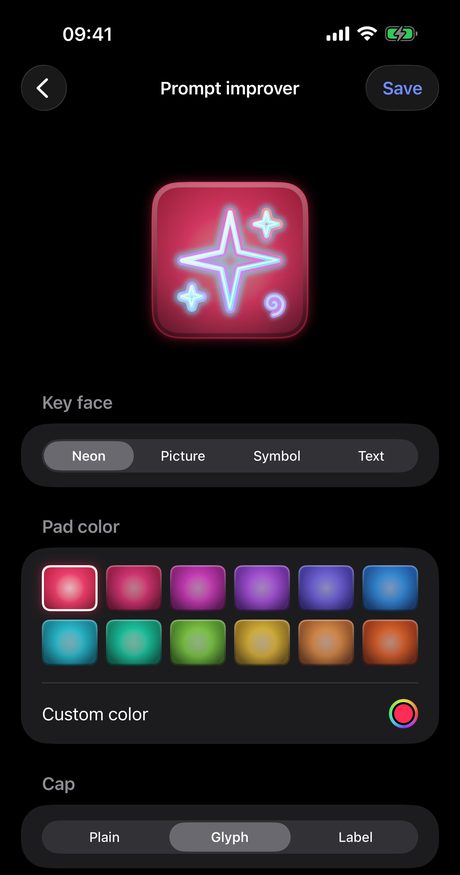 09:41
Prompt improver
Save
Key face
Neon Picture Symbol Text
Pad color
Custom color
Cap
Plain Glyph Label